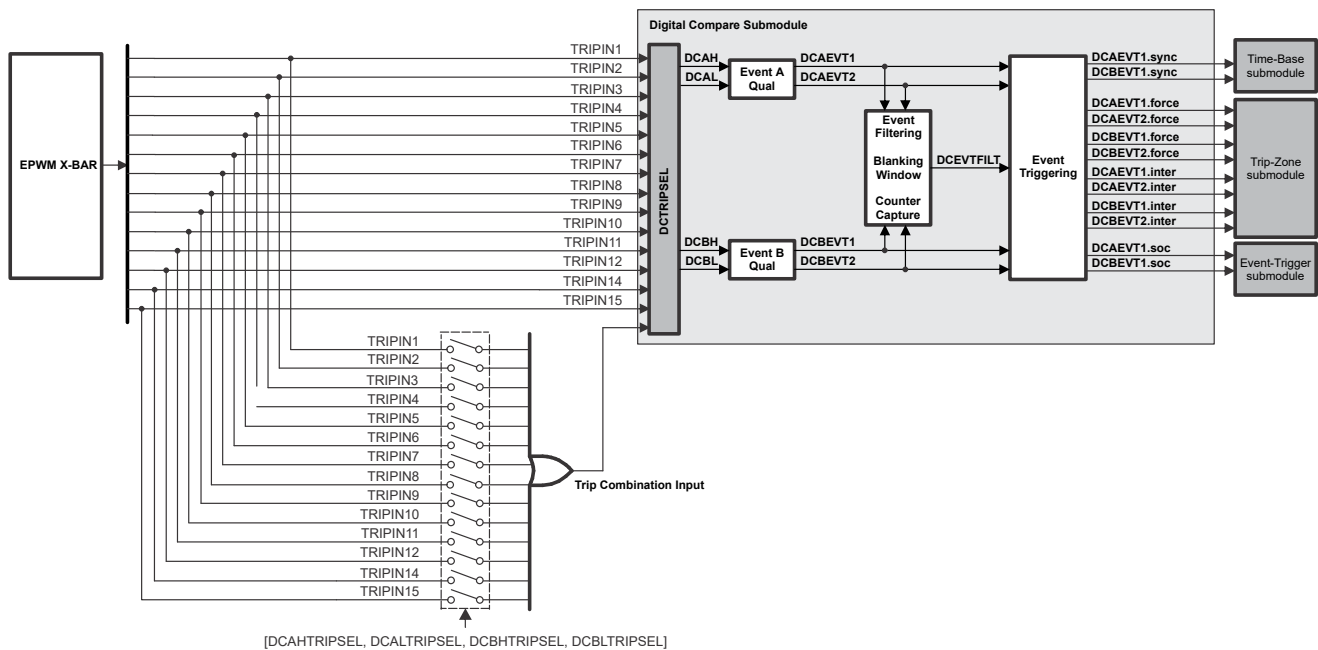 Digital Compare Submodule
EPWM X-BAR
TRIPIN1
TRIPIN2
TRIPIN3
TRIPIN4
TRIPIN5
TRIPIN6
TRIPIN7
TRIPIN8
TRIPIN9
TRIPIN10
TRIPIN11
TRIPIN12
TRIPIN14
TRIPIN15
DCTRIPSEL
DCAH
DCAL
Event A
Qual
DCAEVT1
DCAEVT2
DCBH
DCBL
Event B
Qual
DCBEVT1
DCBEVT2
Event
Filtering
Blanking
Window
Counter
Capture
DCEVTFILT
Event
Triggering
DCAEVT1.sync
DCBEVT1.sync
DCAEVT1.force
DCAEVT2.force
DCBEVT1.force
DCBEVT2.force
DCAEVT1.inter
DCAEVT2.inter
DCBEVT1.inter
DCBEVT2.inter
DCAEVT1.soc
DCBEVT1.soc
Time-Base
submodule
Trip-Zone
submodule
Event-Trigger
submodule
TRIPIN1
TRIPIN2
TRIPIN3
TRIPIN4
TRIPIN5
TRIPIN6
TRIPIN7
TRIPIN8
TRIPIN9
TRIPIN10
TRIPIN11
TRIPIN12
TRIPIN14
TRIPIN15
Trip Combination Input
[DCAHTRIPSEL, DCALTRIPSEL, DCBHTRIPSEL, DCBLTRIPSEL]